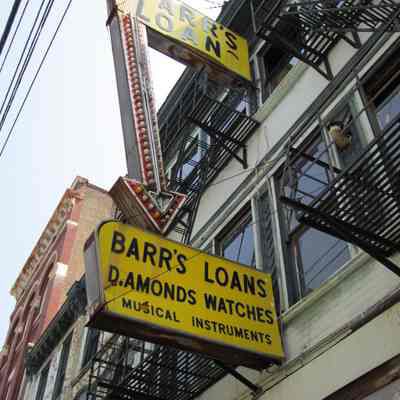 BARR'S
LOAN
BARR'S LOANS
D.AMONDS WATCHES
MUSICAL INSTRUMENTS